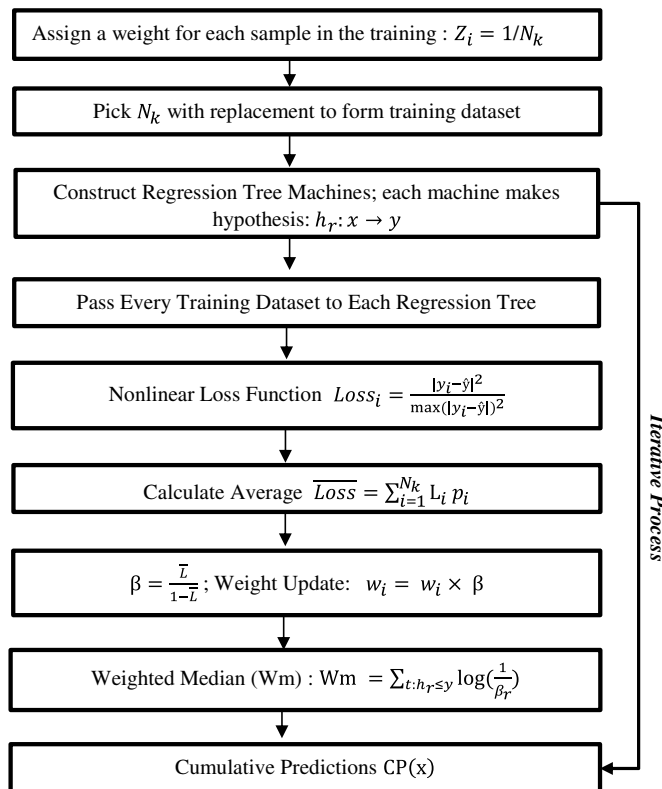 Assign a weight for each sample in the training : Z_i = 1/N_k
Pick N_k with replacement to form training dataset
Construct Regression Tree Machines; each machine makes
hypothesis: h_r: x → y
Pass Every Training Dataset to Each Regression Tree
Nonlinear Loss Function Loss_i = |y_i−ŷ|^2 / max(|y_i−ŷ|)^2
Calculate Average \overline{Loss} = ∑_{i=1}^{N_k} L_i p_i
β = \overline{L} / 1−\overline{L} ; Weight Update: w_i = w_i × β
Weighted Median (Wm) : Wm = ∑_{t:h_r≤y} log(1/β_r)
Cumulative Predictions CP(x)
Iterative Process